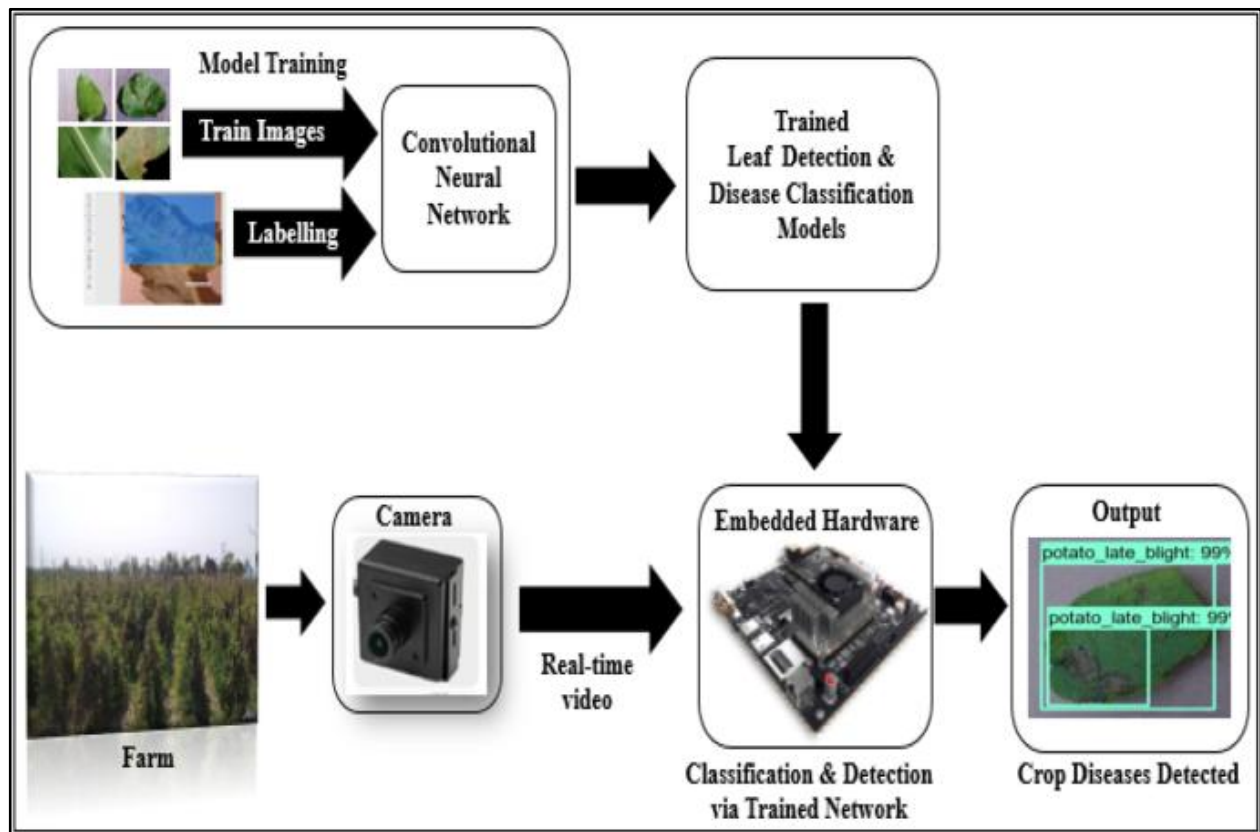 Model Training
Train Images
Labelling
Convolutional
Neural
Network
Trained
Leaf Detection &
Disease Classification
Models
Farm
Camera
Real-time
video
Embedded Hardware
Classification & Detection
via Trained Network
Output
potato_late_blight: 99%
potato_late_blight: 99%
Crop Diseases Detected